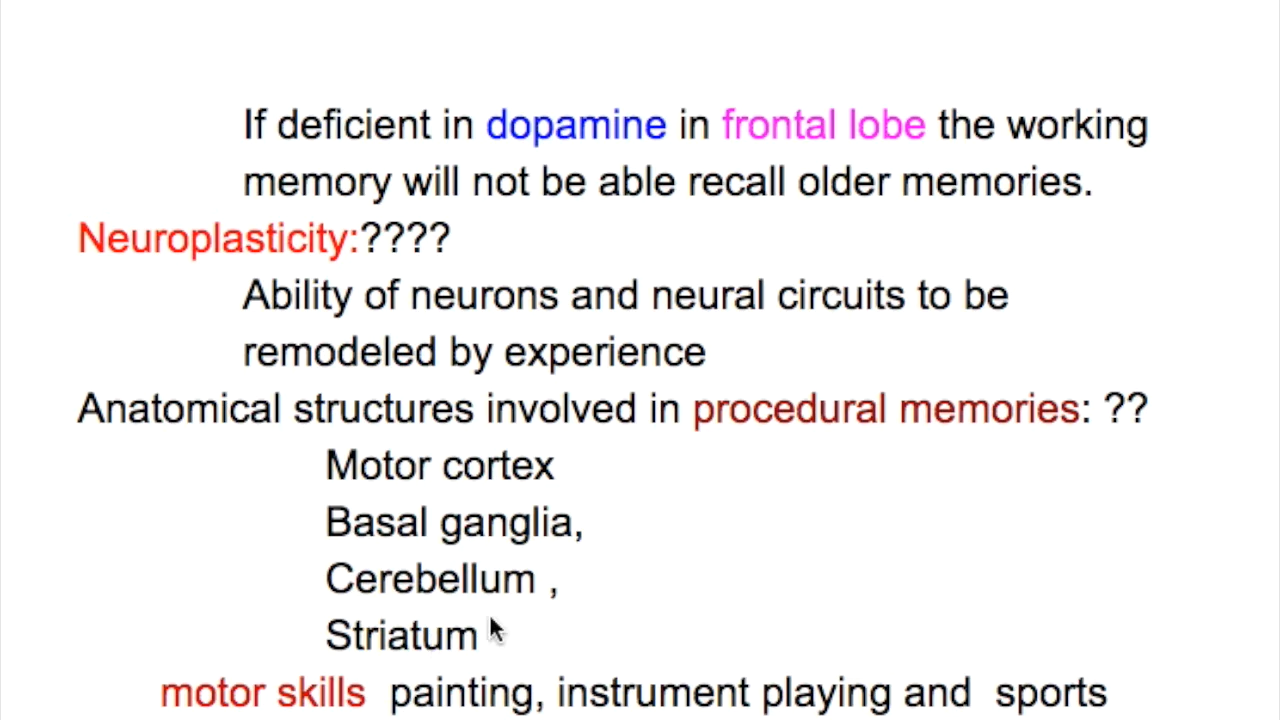 If deficient in dopamine in frontal lobe the working
memory will not be able recall older memories.
Neuroplasticity:????
Ability of neurons and neural circuits to be
remodeled by experience
Anatomical structures involved in procedural memories: ??
Motor cortex
Basal ganglia,
Cerebellum ,
Striatum
motor skills  painting, instrument playing and  sports